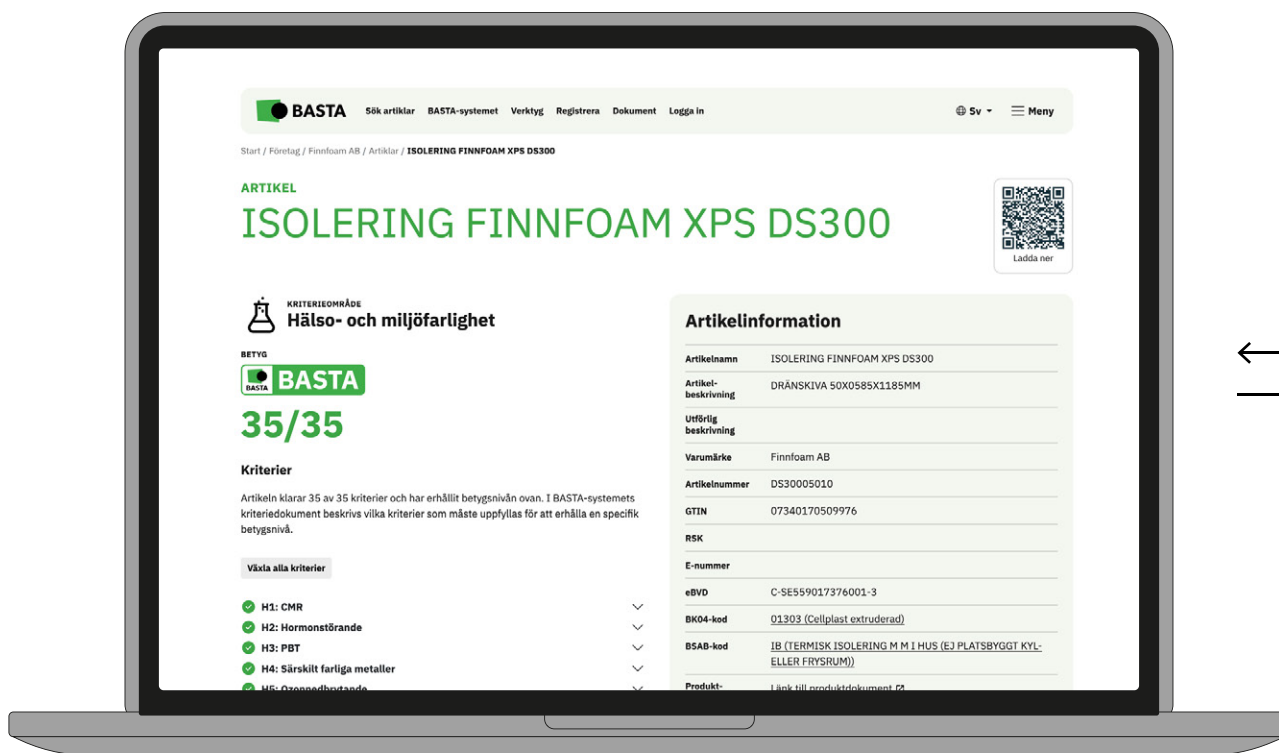 BASTA Sök artiklar BASTA-systemet Verktyg Registrera Dokument Logga in Sv Meny
Start / Företag / Finnfoam AB / Artiklar / ISOLERING FINNFOAM XPS DS300
ARTIKEL
ISOLERING FINNFOAM XPS DS300
Ladda ner
KRITERIEOMRÅDE
Hälso- och miljöfarlighet
BETYG
BASTA BASTA
35/35
Kriterier
Artikeln klarar 35 av 35 kriterier och har erhållit betygsnivån ovan. I BASTA-systemets
kriteriedokument beskrivs vilka kriterier som måste uppfyllas för att erhålla en specifik
betygsnivå.
Växla alla kriterier
H1: CMR
H2: Hormonstörande
H3: PBT
H4: Särskilt farliga metaller
H5: Ozonnedbrytande
Artikelinformation
Artikelnamn ISOLERING FINNFOAM XPS DS300
Artikel-
beskrivning DRÄNSKIVA 50X0585X1185MM
Utförlig
beskrivning
Varumärke Finnfoam AB
Artikelnummer DS30005010
GTIN 07340170509976
RSK
E-nummer
eBVD C-SE559017376001-3
BK04-kod 01303 (Cellplast extruderad)
BSAB-kod IB (TERMISK ISOLERING M M I HUS (EJ PLATSBYGGT KYL-
ELLER FRYSRUM))
Produkt- Länk till produktdokument